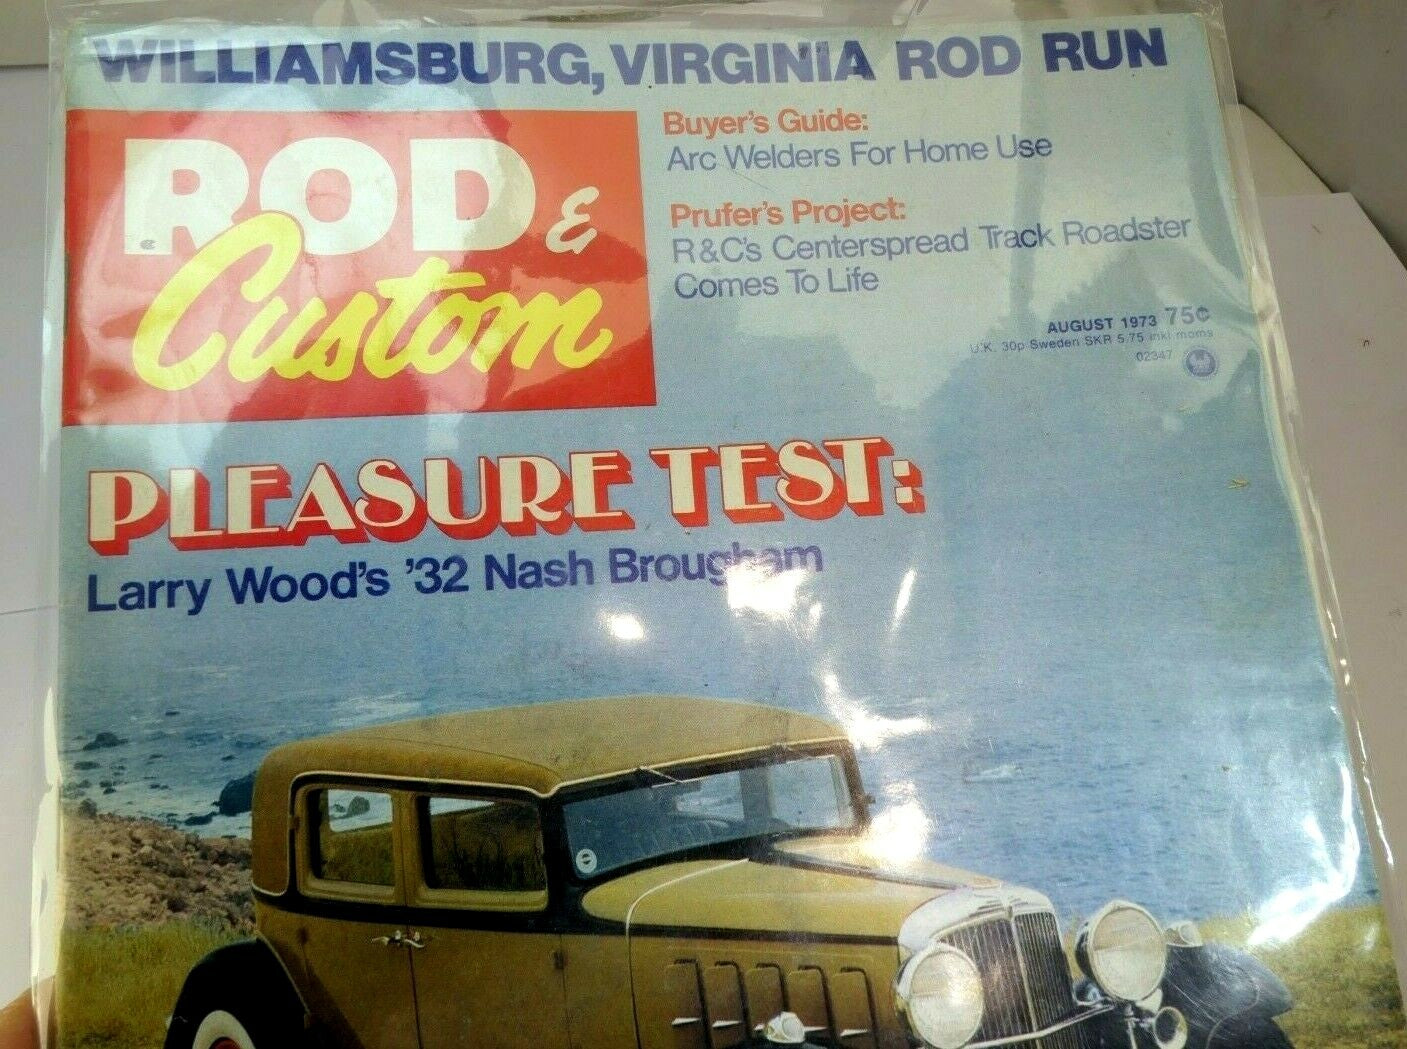 WILLIAMSBURG, VIRGINIA ROD RUN
ROD &
Custom
Buyer's Guide:
Arc Welders For Home Use
Prufer's Project:
R&C's Centerspread Track Roadster
Comes To Life
AUGUST 1973 75¢
U.K. 30p Sweden SKR 5.75 inkl moms
02347
PLEASURE TEST:
Larry Wood's '32 Nash Brougham